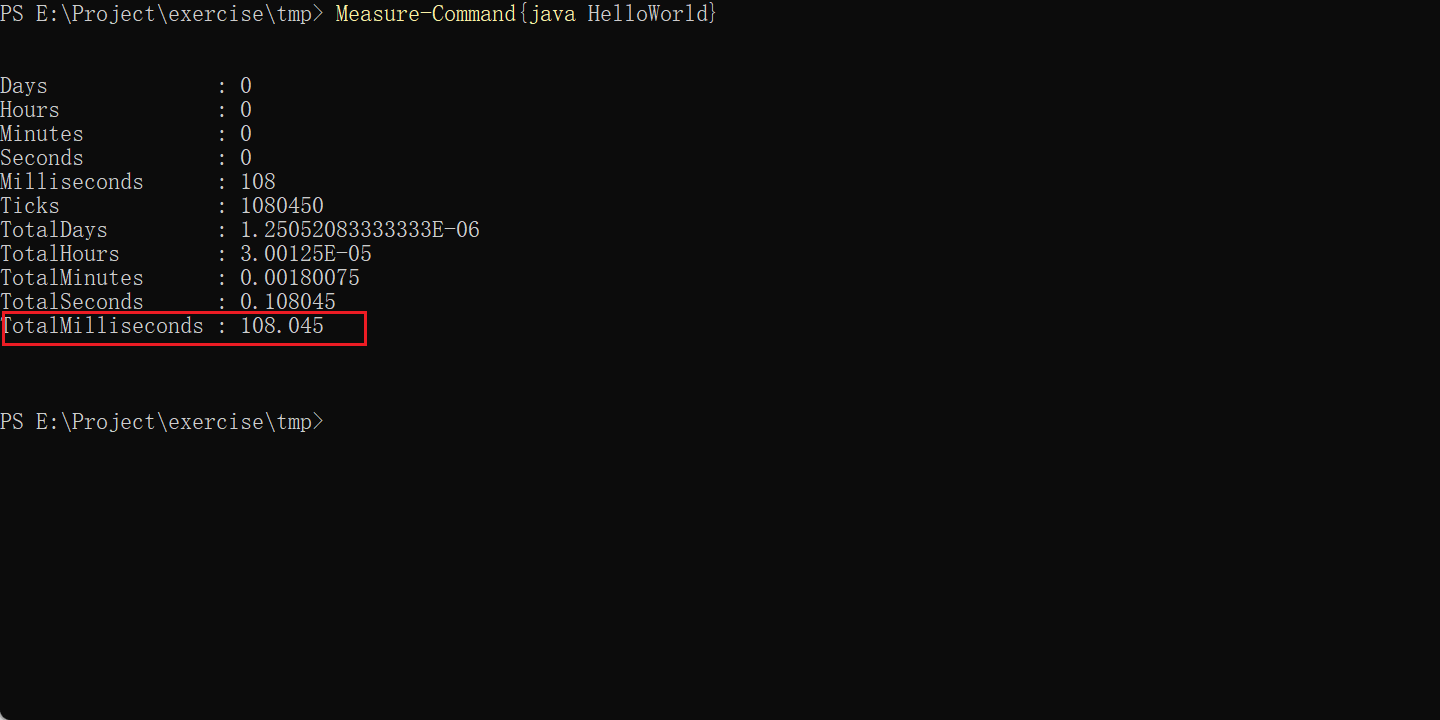 PS E:\Project\exercise\tmp> Measure-Command{java HelloWorld}
Days              : 0
Hours             : 0
Minutes           : 0
Seconds           : 0
Milliseconds      : 108
Ticks             : 1080450
TotalDays         : 1.25052083333333E-06
TotalHours        : 3.00125E-05
TotalMinutes      : 0.00180075
TotalSeconds      : 0.108045
TotalMilliseconds : 108.045
PS E:\Project\exercise\tmp>